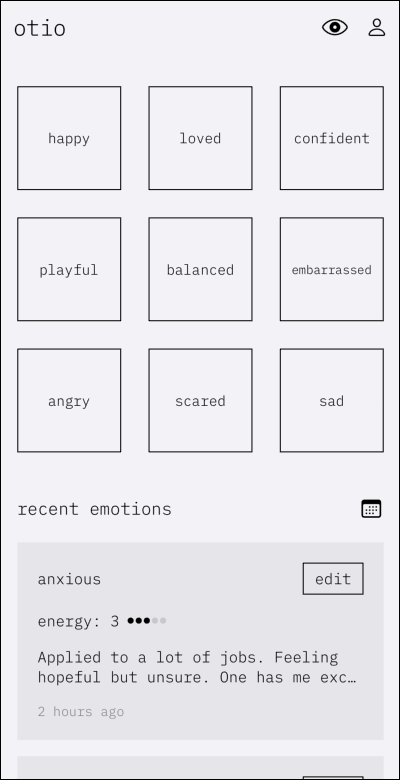 otio
happy loved confident
playful balanced embarrassed
angry scared sad
recent emotions
anxious edit
energy: 3
Applied to a lot of jobs. Feeling
hopeful but unsure. One has me exc…
2 hours ago